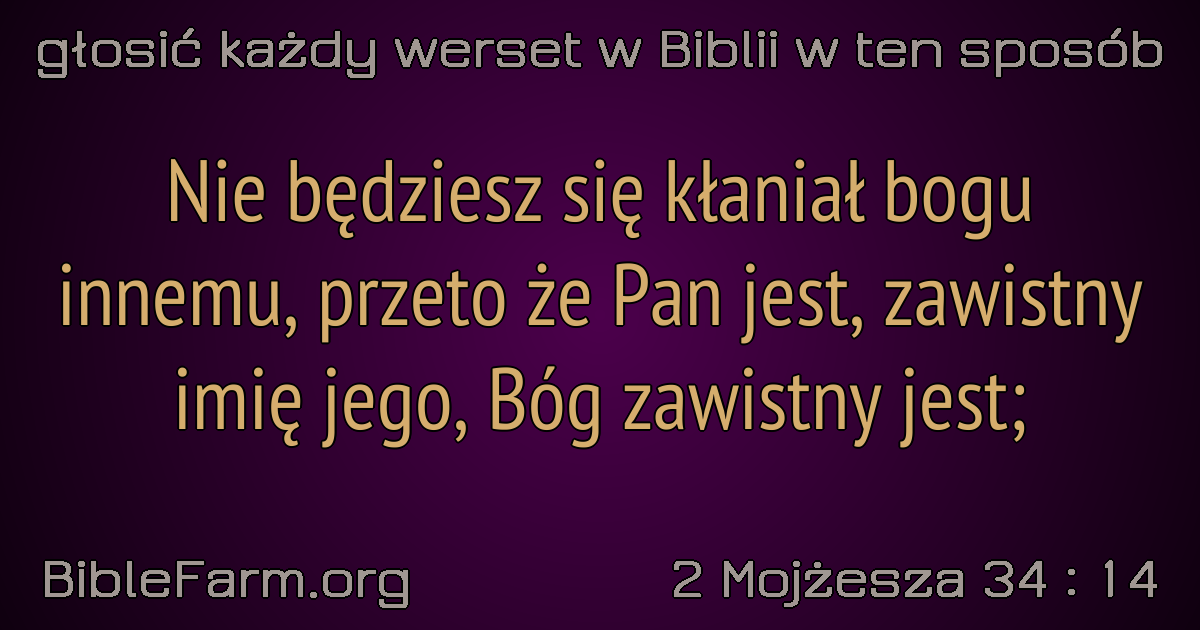 głosić każdy werset w Biblii w ten sposób
Nie będziesz się kłaniał bogu
innemu, przeto że Pan jest, zawistny
imię jego, Bóg zawistny jest;
BibleFarm.org
2 Mojżesza 34 : 14